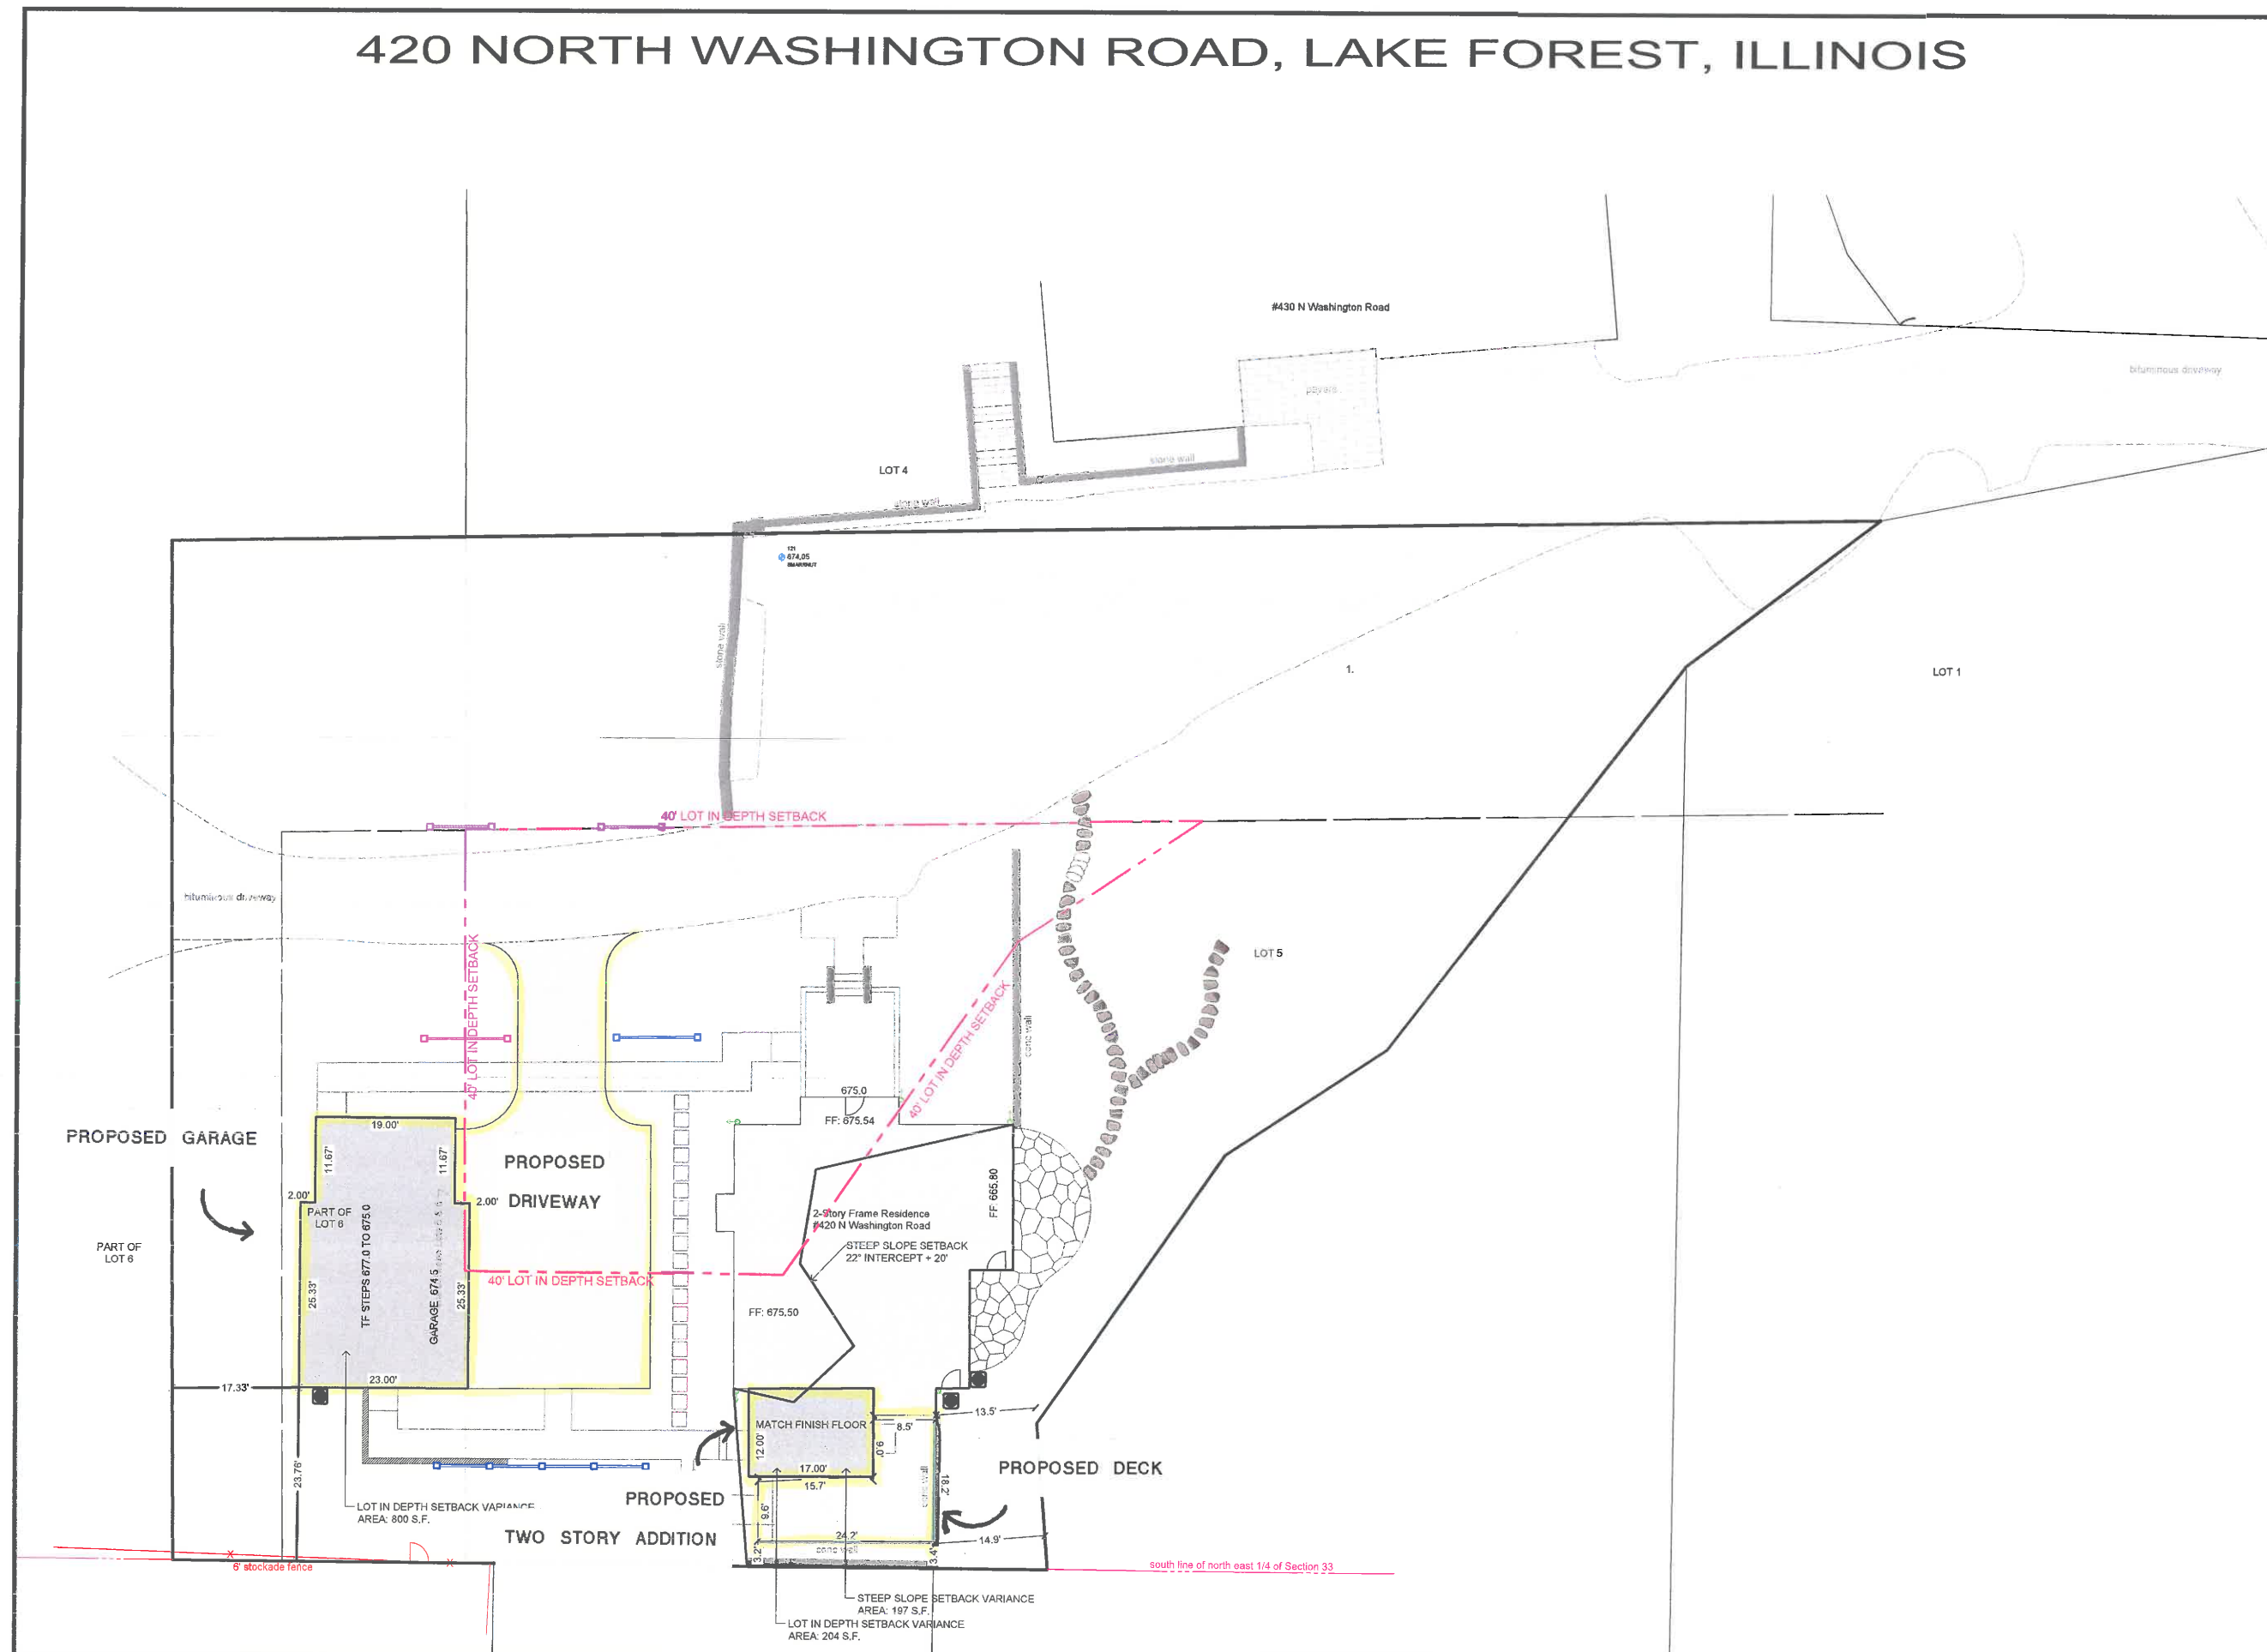 420 NORTH WASHINGTON ROAD, LAKE FOREST, ILLINOIS
#430 N Washington Road
bituminous driveway
pavers
stone wall
LOT 4
stone wall
121
674.05
stone wall
1.
LOT 1
40' LOT IN DEPTH SETBACK
bituminous driveway
40' LOT IN DEPTH SETBACK
LOT 5
40' LOT IN DEPTH SETBACK
conc wall
675.0
FF: 675.54
PROPOSED GARAGE
19.00'
11.67'
11.67'
PROPOSED
DRIVEWAY
2.00'
2.00'
PART OF
LOT 6
PART OF
LOT 6
TF STEPS 677.0 TO 675.0
GARAGE 674.5
25.33'
25.33'
FF: 665.80
2-Story Frame Residence
#420 N Washington Road
STEEP SLOPE SETBACK
22° INTERCEPT + 20'
40' LOT IN DEPTH SETBACK
FF: 675.50
17.33'
23.00'
MATCH FINISH FLOOR
8.5'
13.5'
12.00'
9.0'
17.00'
15.7'
PROPOSED DECK
conc wall
18.2'
23.76'
PROPOSED
TWO STORY ADDITION
LOT IN DEPTH SETBACK VARIANCE
AREA: 800 S.F.
9.6'
24.2'
14.9'
conc wall
3.2'
3.4'
6' stockade fence
south line of north east 1/4 of Section 33
STEEP SLOPE SETBACK VARIANCE
AREA: 197 S.F.
LOT IN DEPTH SETBACK VARIANCE
AREA: 204 S.F.